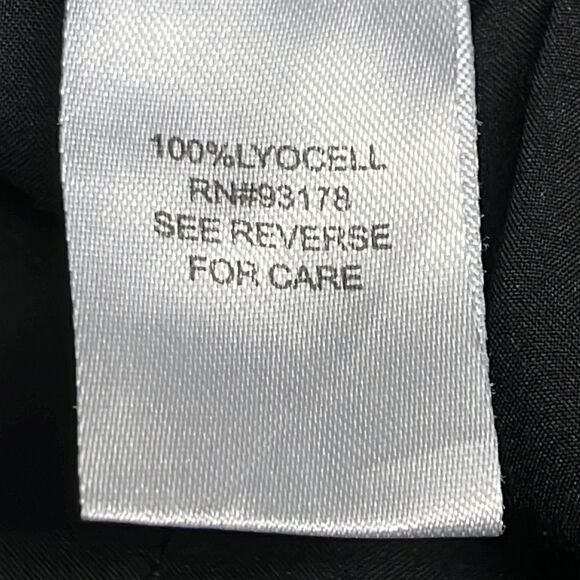 100%LYOCELL
RN#93178
SEE REVERSE
FOR CARE